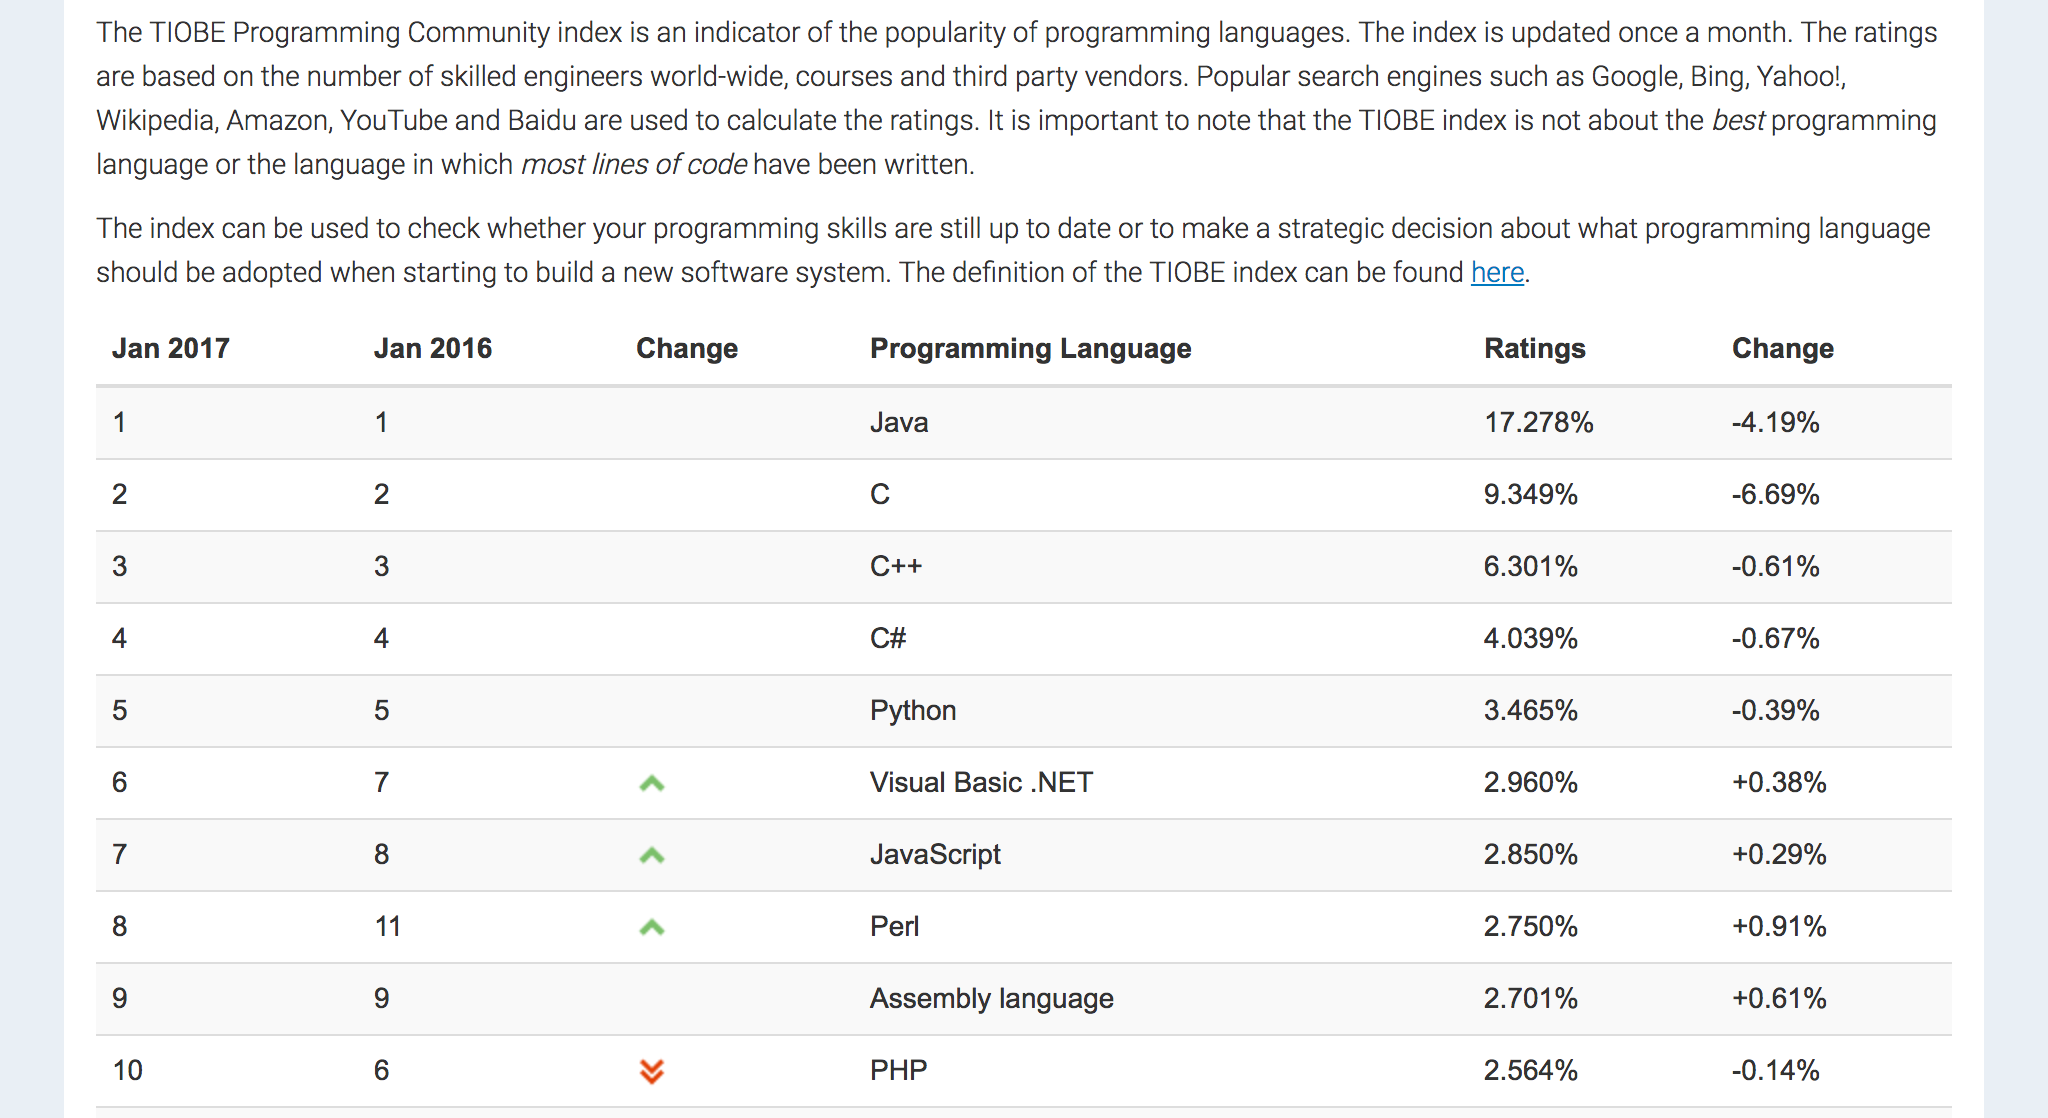 The TIOBE Programming Community index is an indicator of the popularity of programming languages. The index is updated once a month. The ratings
are based on the number of skilled engineers world-wide, courses and third party vendors. Popular search engines such as Google, Bing, Yahoo!,
Wikipedia, Amazon, YouTube and Baidu are used to calculate the ratings. It is important to note that the TIOBE index is not about the best programming
language or the language in which most lines of code have been written.
The index can be used to check whether your programming skills are still up to date or to make a strategic decision about what programming language
should be adopted when starting to build a new software system. The definition of the TIOBE index can be found here.
Jan 2017 Jan 2016 Change Programming Language Ratings Change
1 1 Java 17.278% -4.19%
2 2 C 9.349% -6.69%
3 3 C++ 6.301% -0.61%
4 4 C# 4.039% -0.67%
5 5 Python 3.465% -0.39%
6 7 Visual Basic .NET 2.960% +0.38%
7 8 JavaScript 2.850% +0.29%
8 11 Perl 2.750% +0.91%
9 9 Assembly language 2.701% +0.61%
10 6 PHP 2.564% -0.14%